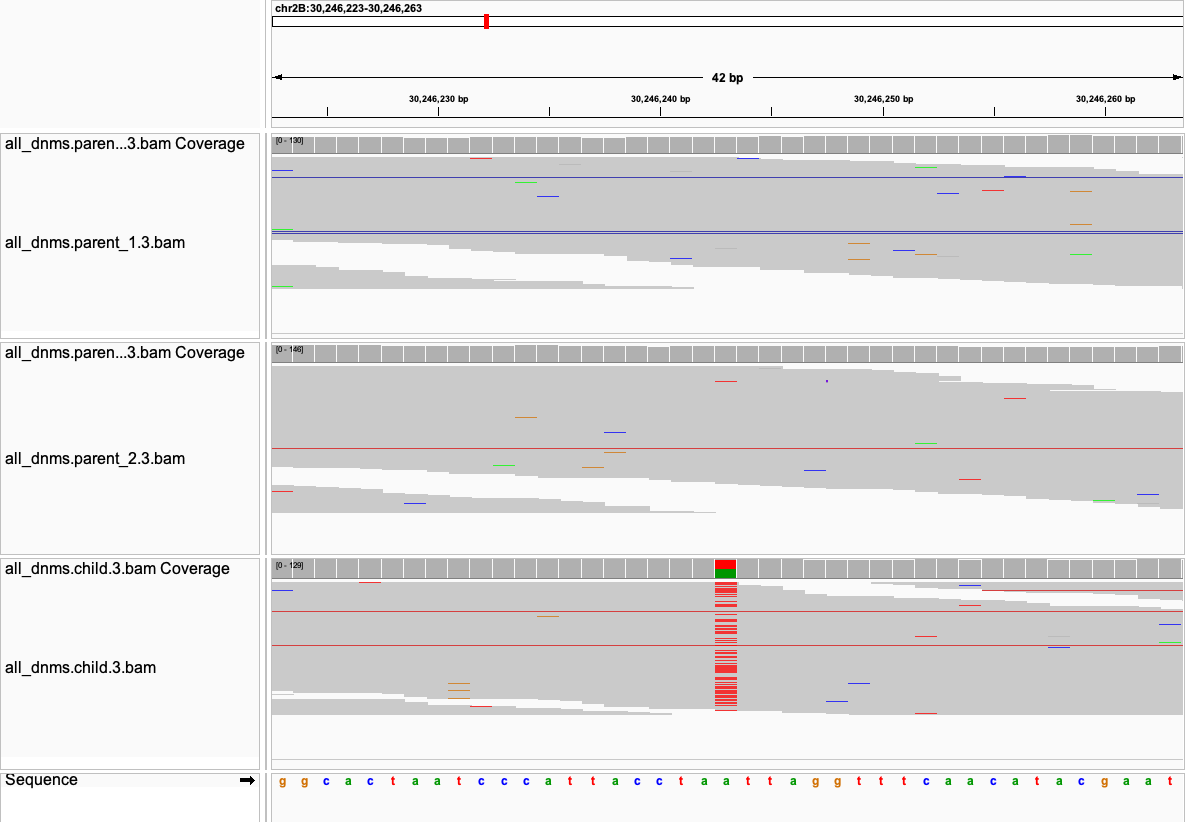 chr2B:30,246,223-30,246,263
42 bp
30,246,230 bp 30,246,240 bp 30,246,250 bp 30,246,260 bp
all_dnms.paren...3.bam Coverage [0 - 130]
all_dnms.parent_1.3.bam
all_dnms.paren...3.bam Coverage [0 - 146]
all_dnms.parent_2.3.bam
all_dnms.child.3.bam Coverage [0 - 129]
all_dnms.child.3.bam
Sequence g g c a c t a a t c c c a t t a c c t a a t t a g g t t t c a a c a t a c g a a t